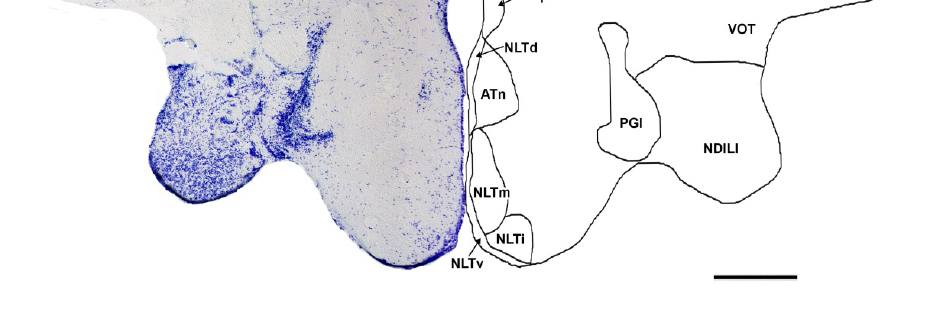 VOT
NLTd
ATn
PGl
NDILl
NLTm
NLTi
NLTv